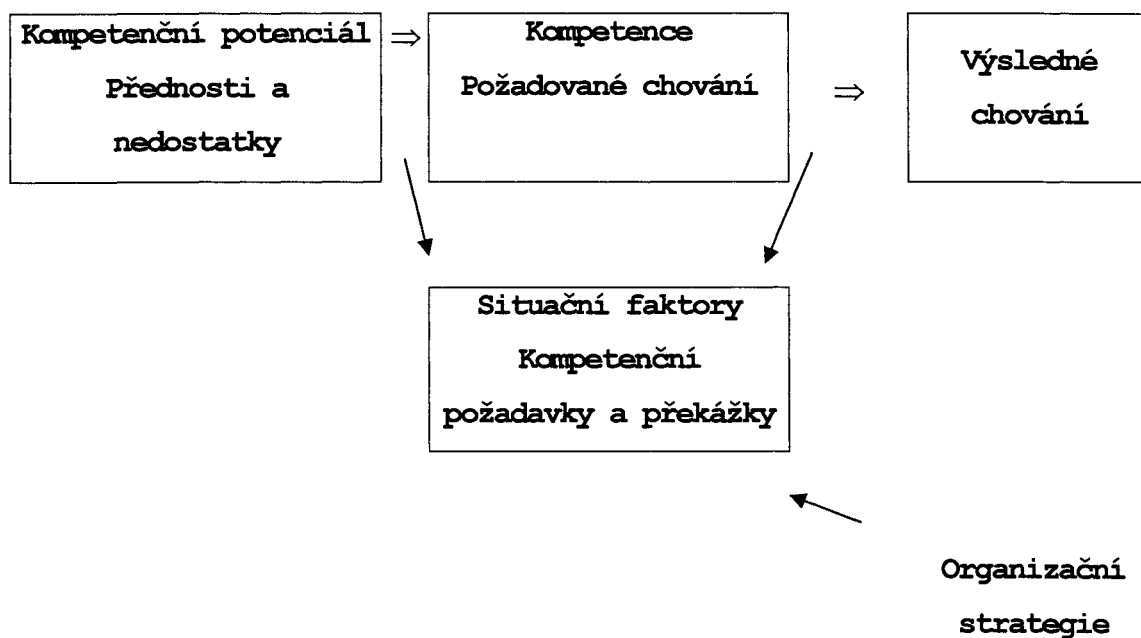 Kompetenční potenciál
Přednosti a
nedostatky
⇒
Kompetence
Požadované chování
⇒
Výsledné
chování
Situační faktory
Kompetenční
požadavky a překážky
Organizační
strategie